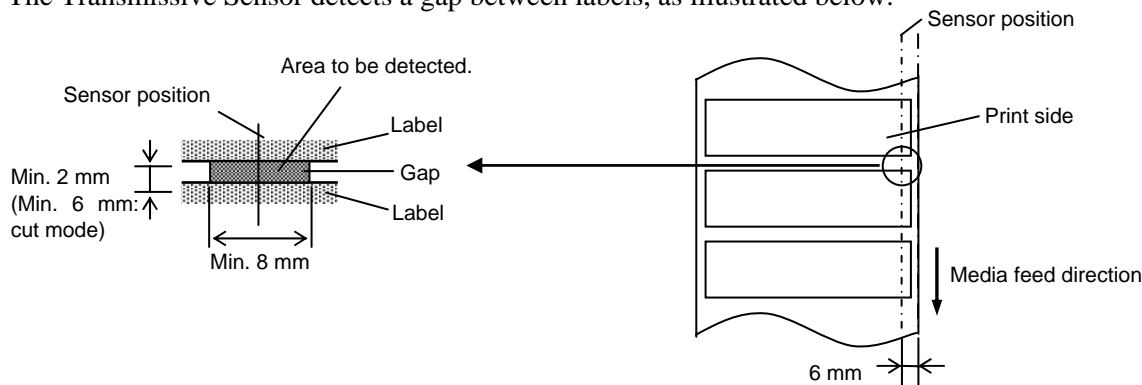 The Transmissive Sensor detects a gap between labels, as illustrated below.
Sensor position
Area to be detected.
Sensor position
Label
Print side
Gap
Min. 2 mm
(Min. 6 mm:
cut mode)
Label
Min. 8 mm
Media feed direction
6 mm